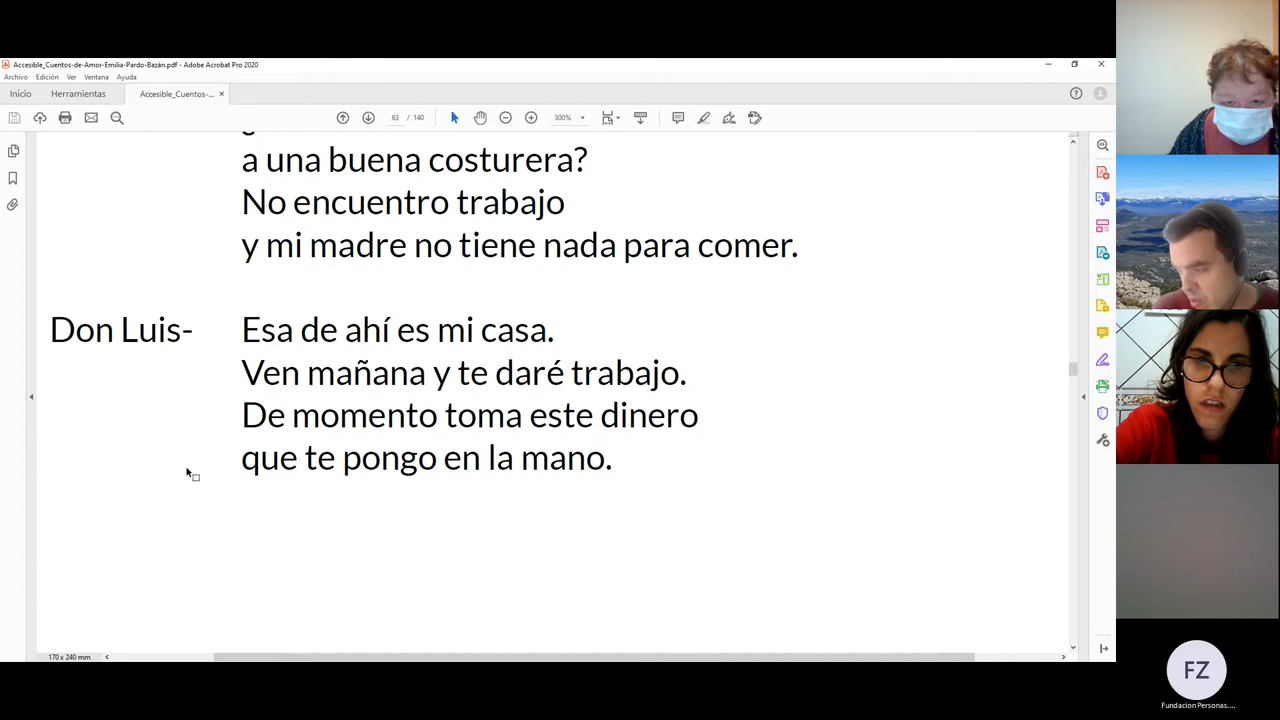 Accesible_Cuentos-de-Amor-Emilia-Pardo-Bazán.pdf - Adobe Acrobat Pro 2020
Archivo Edición Ver Ventana Ayuda
Inicio Herramientas Accesible_Cuentos-... ×
63 / 140 300%
a una buena costurera?
No encuentro trabajo
y mi madre no tiene nada para comer.
Don Luis- Esa de ahí es mi casa.
Ven mañana y te daré trabajo.
De momento toma este dinero
que te pongo en la mano.
170 x 240 mm
FZ
Fundacion Personas....